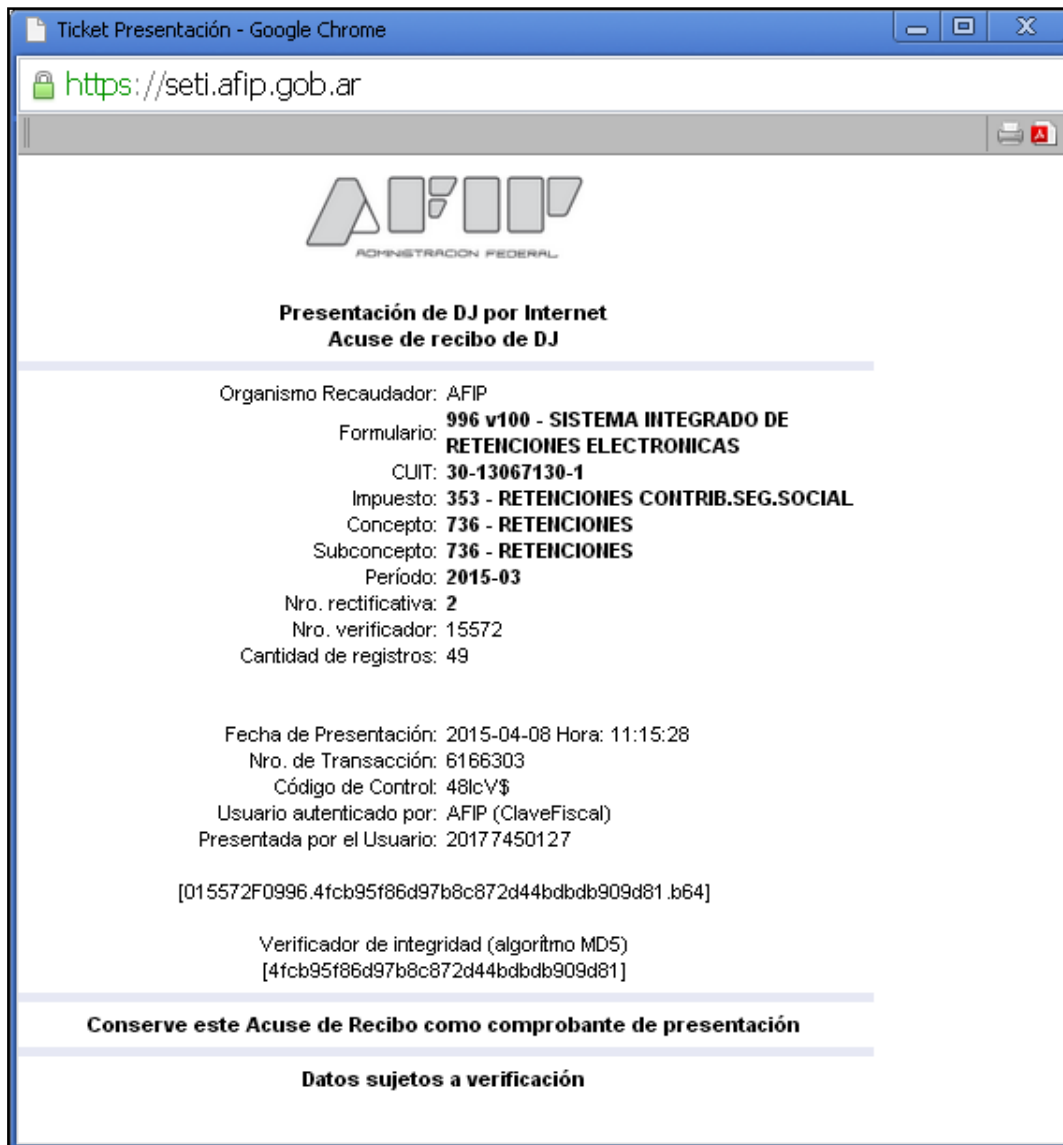 Ticket Presentación - Google Chrome
https://seti.afip.gob.ar
AFIP
ADMINISTRACION FEDERAL
Presentación de DJ por Internet
Acuse de recibo de DJ
Organismo Recaudador: AFIP
Formulario: 996 v100 - SISTEMA INTEGRADO DE
RETENCIONES ELECTRONICAS
CUIT: 30-13067130-1
Impuesto: 353 - RETENCIONES CONTRIB.SEG.SOCIAL
Concepto: 736 - RETENCIONES
Subconcepto: 736 - RETENCIONES
Período: 2015-03
Nro. rectificativa: 2
Nro. verificador: 15572
Cantidad de registros: 49
Fecha de Presentación: 2015-04-08 Hora: 11:15:28
Nro. de Transacción: 6166303
Código de Control: 48lcV$
Usuario autenticado por: AFIP (ClaveFiscal)
Presentada por el Usuario: 20177450127
[015572F0996.4fcb95f86d97b8c872d44bdbdb909d81.b64]
Verificador de integridad (algorîtmo MD5)
[4fcb95f86d97b8c872d44bdbdb909d81]
Conserve este Acuse de Recibo como comprobante de presentación
Datos sujetos a verificación